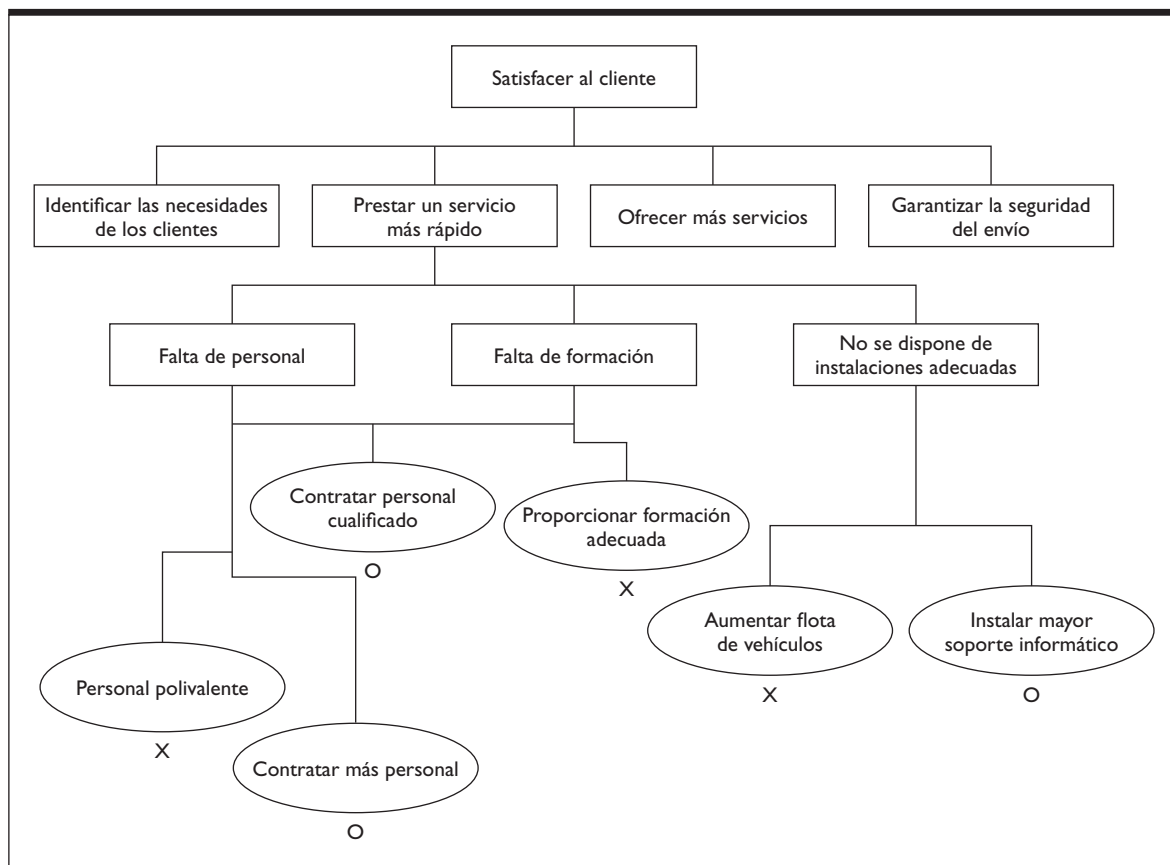 Satisfacer al cliente
Identificar las necesidades
de los clientes
Prestar un servicio
más rápido
Ofrecer más servicios
Garantizar la seguridad
del envío
Falta de personal
Falta de formación
No se dispone de
instalaciones adecuadas
Contratar personal
cualificado
O
Proporcionar formación
adecuada
X
Aumentar flota
de vehículos
X
Instalar mayor
soporte informático
O
Personal polivalente
X
Contratar más personal
O